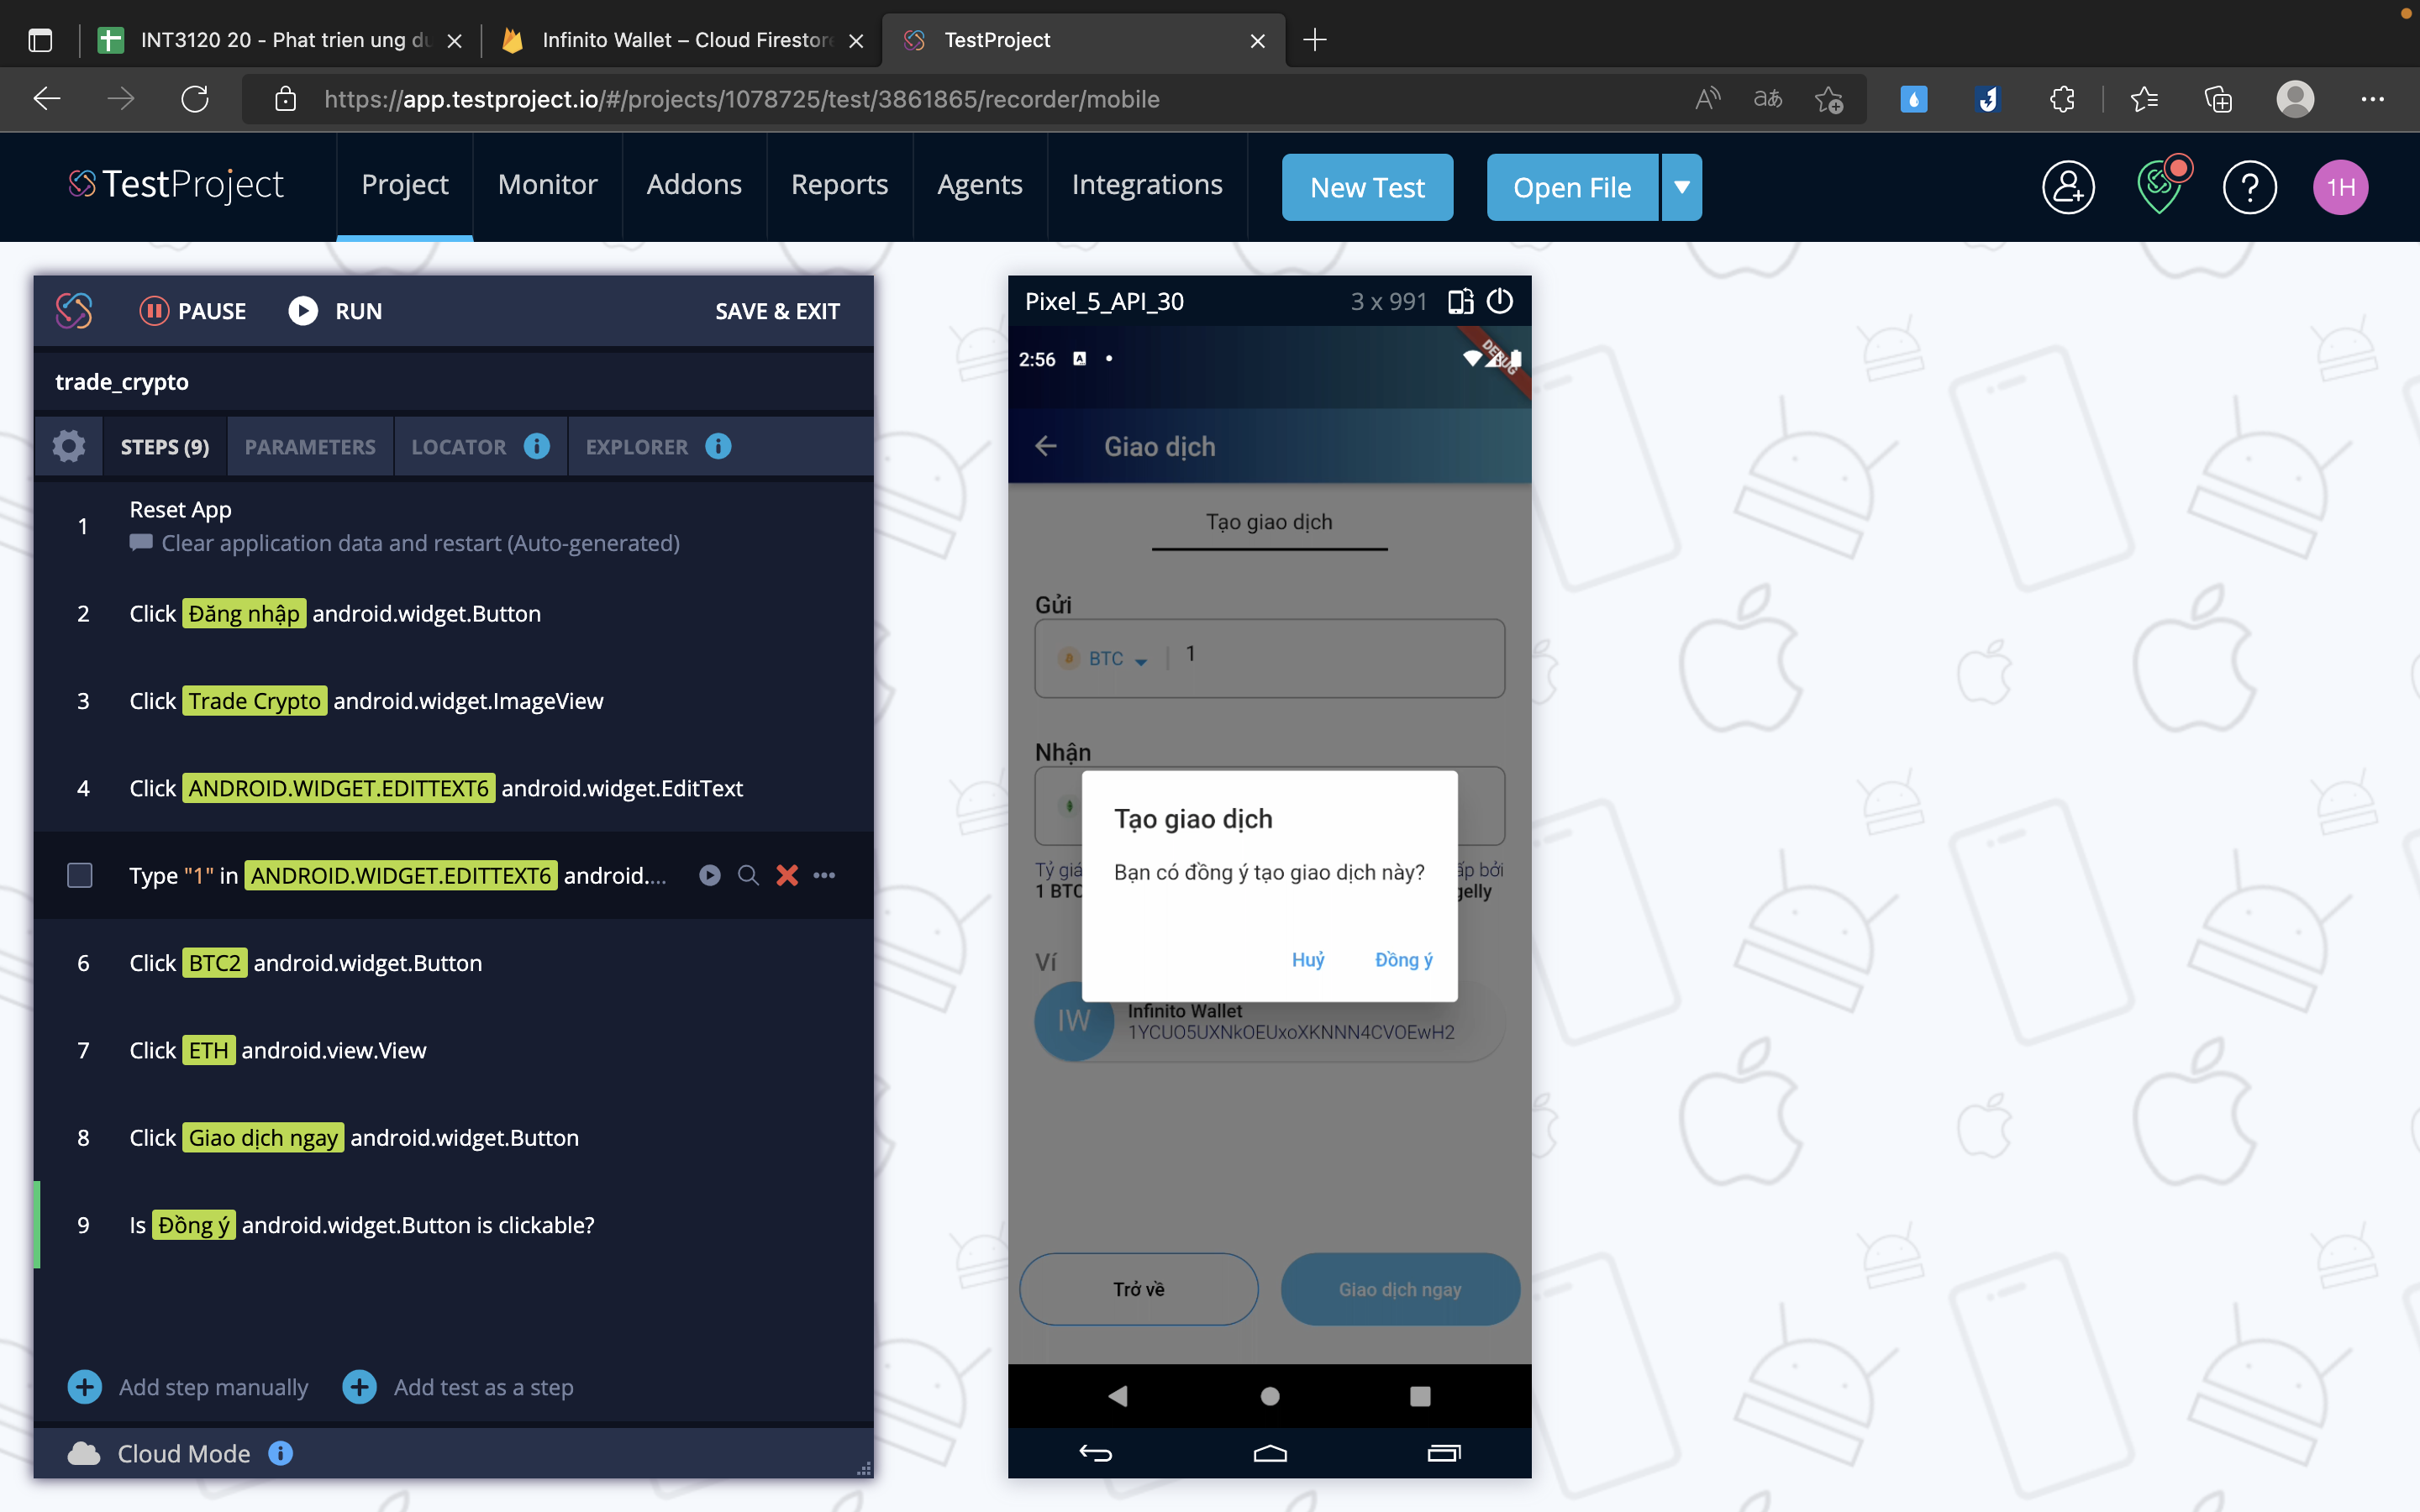 INT3120 20 - Phat trien ung dụ
Infinito Wallet – Cloud Firestore
TestProject
https://app.testproject.io/#/projects/1078725/test/3861865/recorder/mobile
TestProject
Project
Monitor
Addons
Reports
Agents
Integrations
New Test
Open File
1H
PAUSE
RUN
SAVE & EXIT
trade_crypto
STEPS (9)
PARAMETERS
LOCATOR
EXPLORER
1 Reset App
Clear application data and restart (Auto-generated)
2 Click Đăng nhập android.widget.Button
3 Click Trade Crypto android.widget.ImageView
4 Click ANDROID.WIDGET.EDITTEXT6 android.widget.EditText
Type "1" in ANDROID.WIDGET.EDITTEXT6 android....
6 Click BTC2 android.widget.Button
7 Click ETH android.view.View
8 Click Giao dịch ngay android.widget.Button
9 Is Đồng ý android.widget.Button is clickable?
Add step manually
Add test as a step
Cloud Mode
Pixel_5_API_30
3 x 991
2:56
DEBUG
Giao dịch
Tạo giao dịch
Gửi
BTC 1
Nhận
Tạo giao dịch
Bạn có đồng ý tạo giao dịch này?
Huỷ
Đồng ý
Tỷ giá
1 BTC
Ví
IW
Infinito Wallet
1YCUO5UXNkOEUxoXKNNN4CVOEwH2
Trở về
Giao dịch ngay